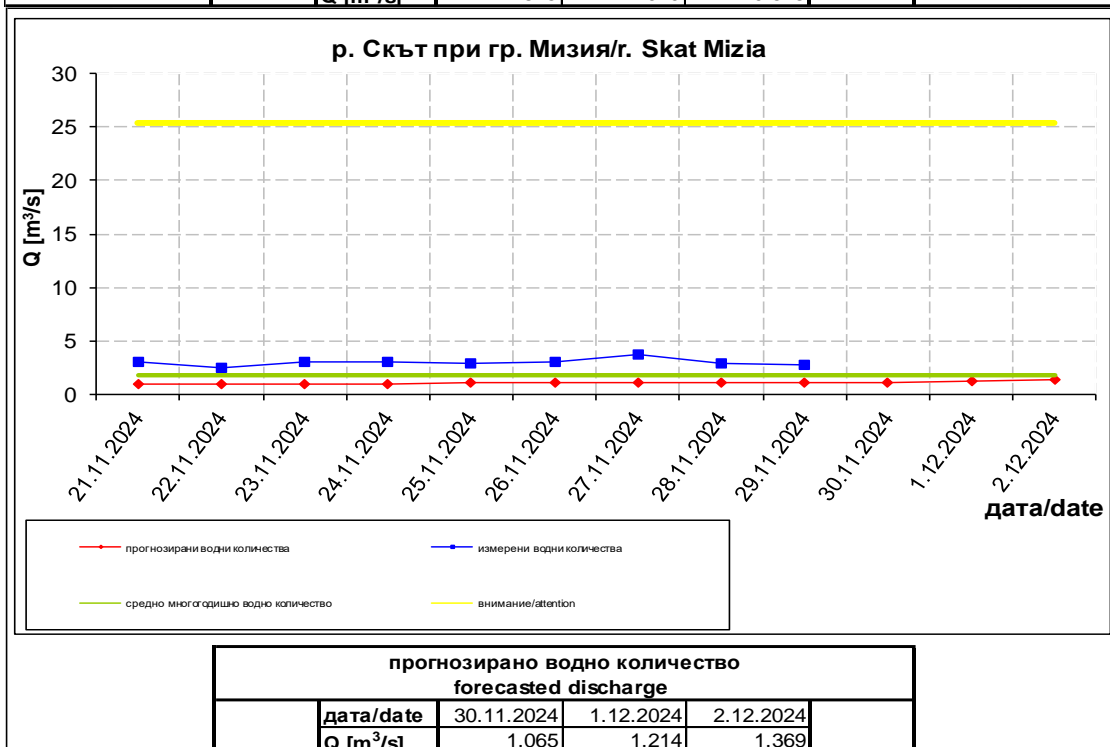 Q [m³/s]
р. Скът при гр. Мизия/r. Skat Mizia
30
25
20
15
10
5
0
Q [m³/s]
21.11.2024
22.11.2024
23.11.2024
24.11.2024
25.11.2024
26.11.2024
27.11.2024
28.11.2024
29.11.2024
30.11.2024
1.12.2024
2.12.2024
дата/date
прогнозирани водни количества
измерени водни количества
средно многогодишно водно количество
внимание/attention
прогнозирано водно количество
forecasted discharge
дата/date 30.11.2024 1.12.2024 2.12.2024
Q [m³/s] 1.065 1.214 1.369